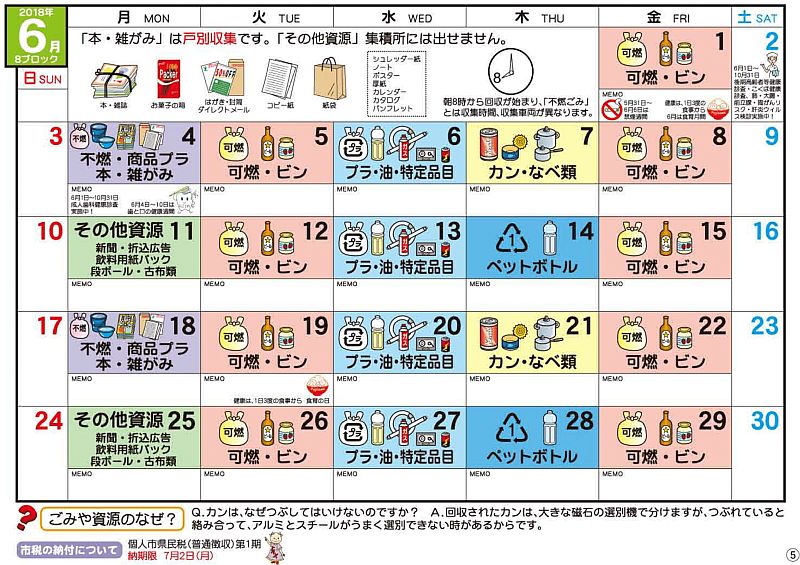 2018年
6月
8ブロック
月 MON
火 TUE
水 WED
木 THU
金 FRI
土 SAT
日 SUN
「本・雑がみ」は戸別収集です。「その他資源」集積所には出せません。
本・雑誌
Packer
お菓子の箱
はがき・封筒
ダイレクトメール
コピー紙
紙袋
シュレッダー紙
ノート
ポスター
厚紙
カレンダー
カタログ
パンフレット
8
朝8時から回収が始まり、「不燃ごみ」
とは収集時間、収集車両が異なります。
可燃
1
可燃・ビン
MEMO
5月31日〜
6月6日は
禁煙週間
健康は、1日3度の
食事から
6月は食育月間
2
6月1日〜
10月31日
後期高齢者等健康
診査・こくほ健康
診査、肺・大腸・
前立腺・胃がんリ
スク・肝炎ウィル
ス検診実施中!
3
不燃
4
不燃・商品プラ
本・雑がみ
MEMO
6月1日〜10月31日
成人歯科健康診査
実施中!
6月4日〜10日は
歯と口の健康週間
可燃
5
可燃・ビン
MEMO
プラ
6
プラ・油・特定品目
MEMO
7
カン・なべ類
MEMO
可燃
8
可燃・ビン
MEMO
9
10
その他資源 11
新聞・折込広告
飲料用紙パック
段ボール・古布類
MEMO
可燃
12
可燃・ビン
MEMO
プラ
13
プラ・油・特定品目
MEMO
1
14
ペットボトル
MEMO
可燃
15
可燃・ビン
MEMO
16
17
不燃
18
不燃・商品プラ
本・雑がみ
MEMO
可燃
19
可燃・ビン
MEMO
健康は、1日3度の食事から 食育の日
プラ
20
プラ・油・特定品目
MEMO
21
カン・なべ類
MEMO
可燃
22
可燃・ビン
MEMO
23
24
その他資源 25
新聞・折込広告
飲料用紙パック
段ボール・古布類
MEMO
可燃
26
可燃・ビン
MEMO
プラ
27
プラ・油・特定品目
MEMO
1
28
ペットボトル
MEMO
可燃
29
可燃・ビン
MEMO
30
?ごみや資源のなぜ?
Q.カンは、なぜつぶしてはいけないのですか? A.回収されたカンは、大きな磁石の選別機で分けますが、つぶれていると
絡み合って、アルミとスチールがうまく選別できない時があるからです。
市税の納付について
個人市県民税(普通徴収)第1期
納期限 7月2日(月)
⑤